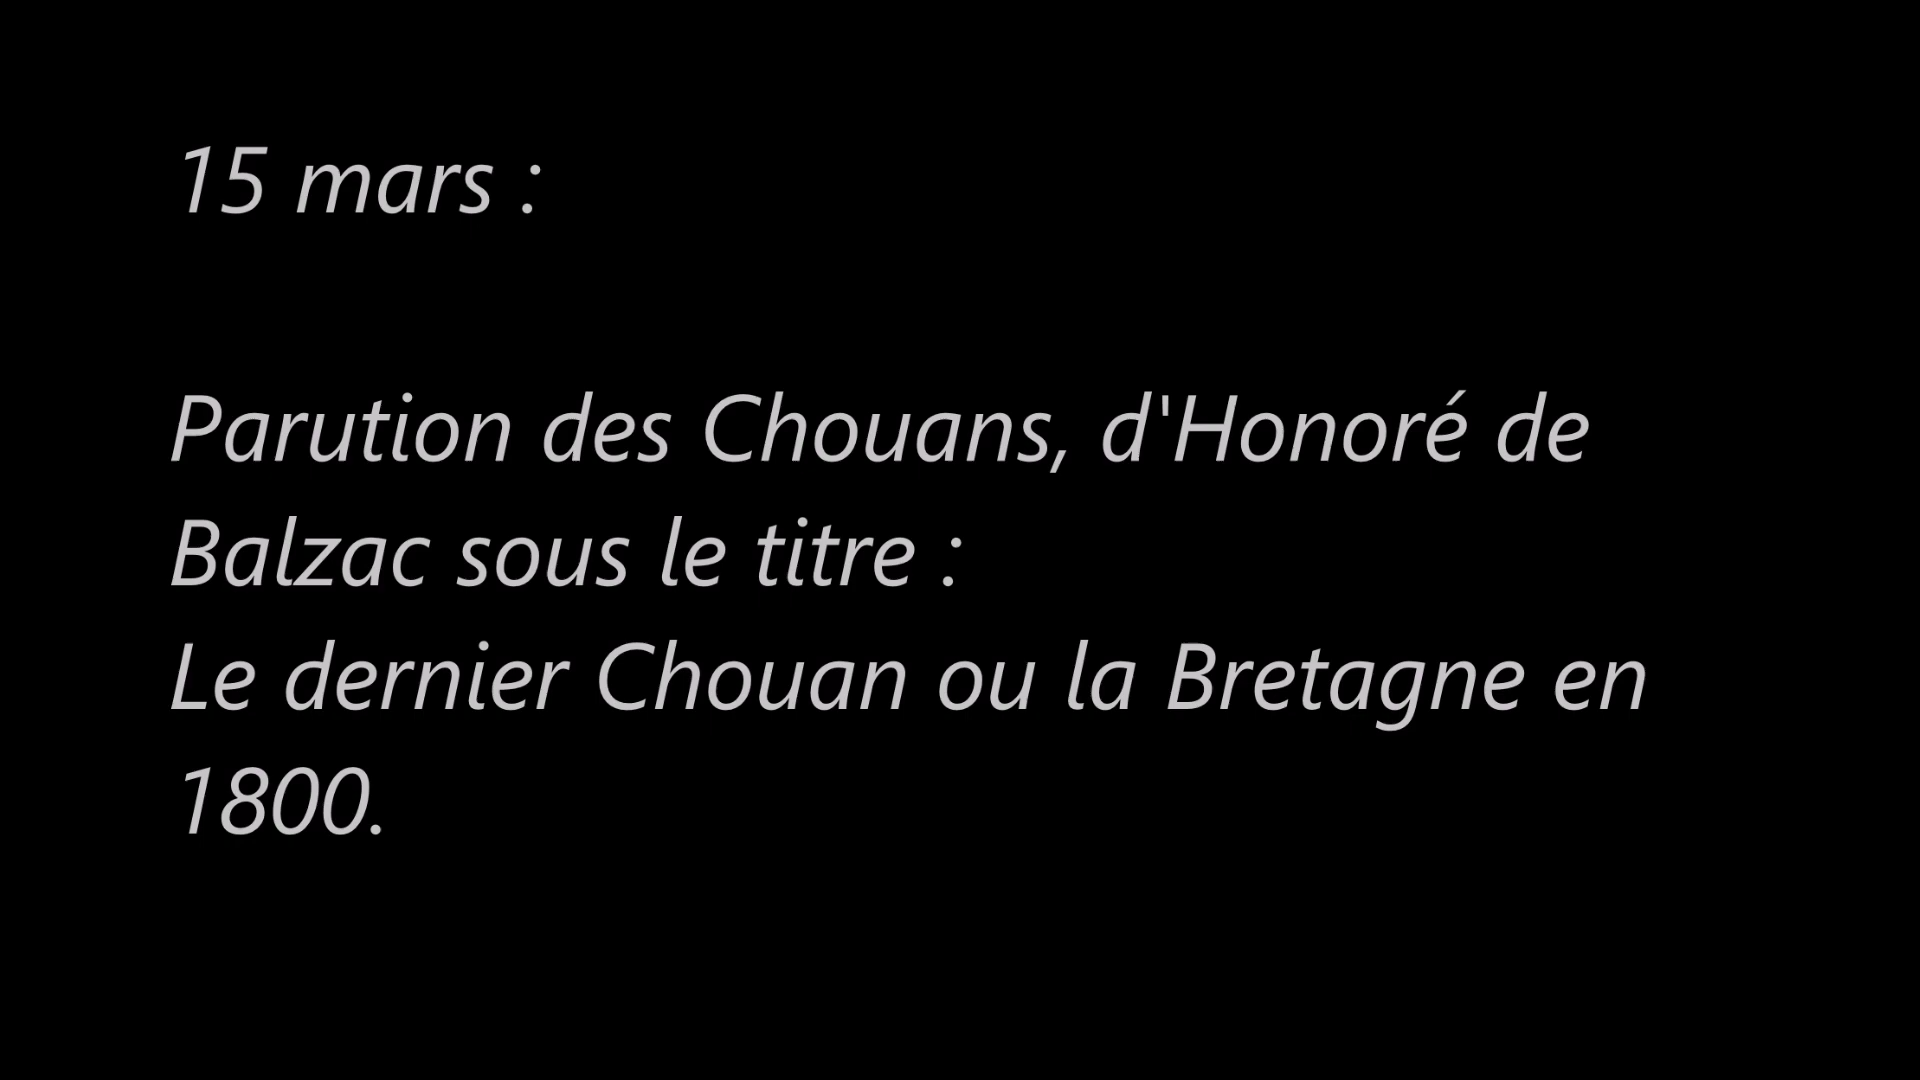 15 mars :
Parution des Chouans, d'Honoré de
Balzac sous le titre :
Le dernier Chouan ou la Bretagne en
1800.